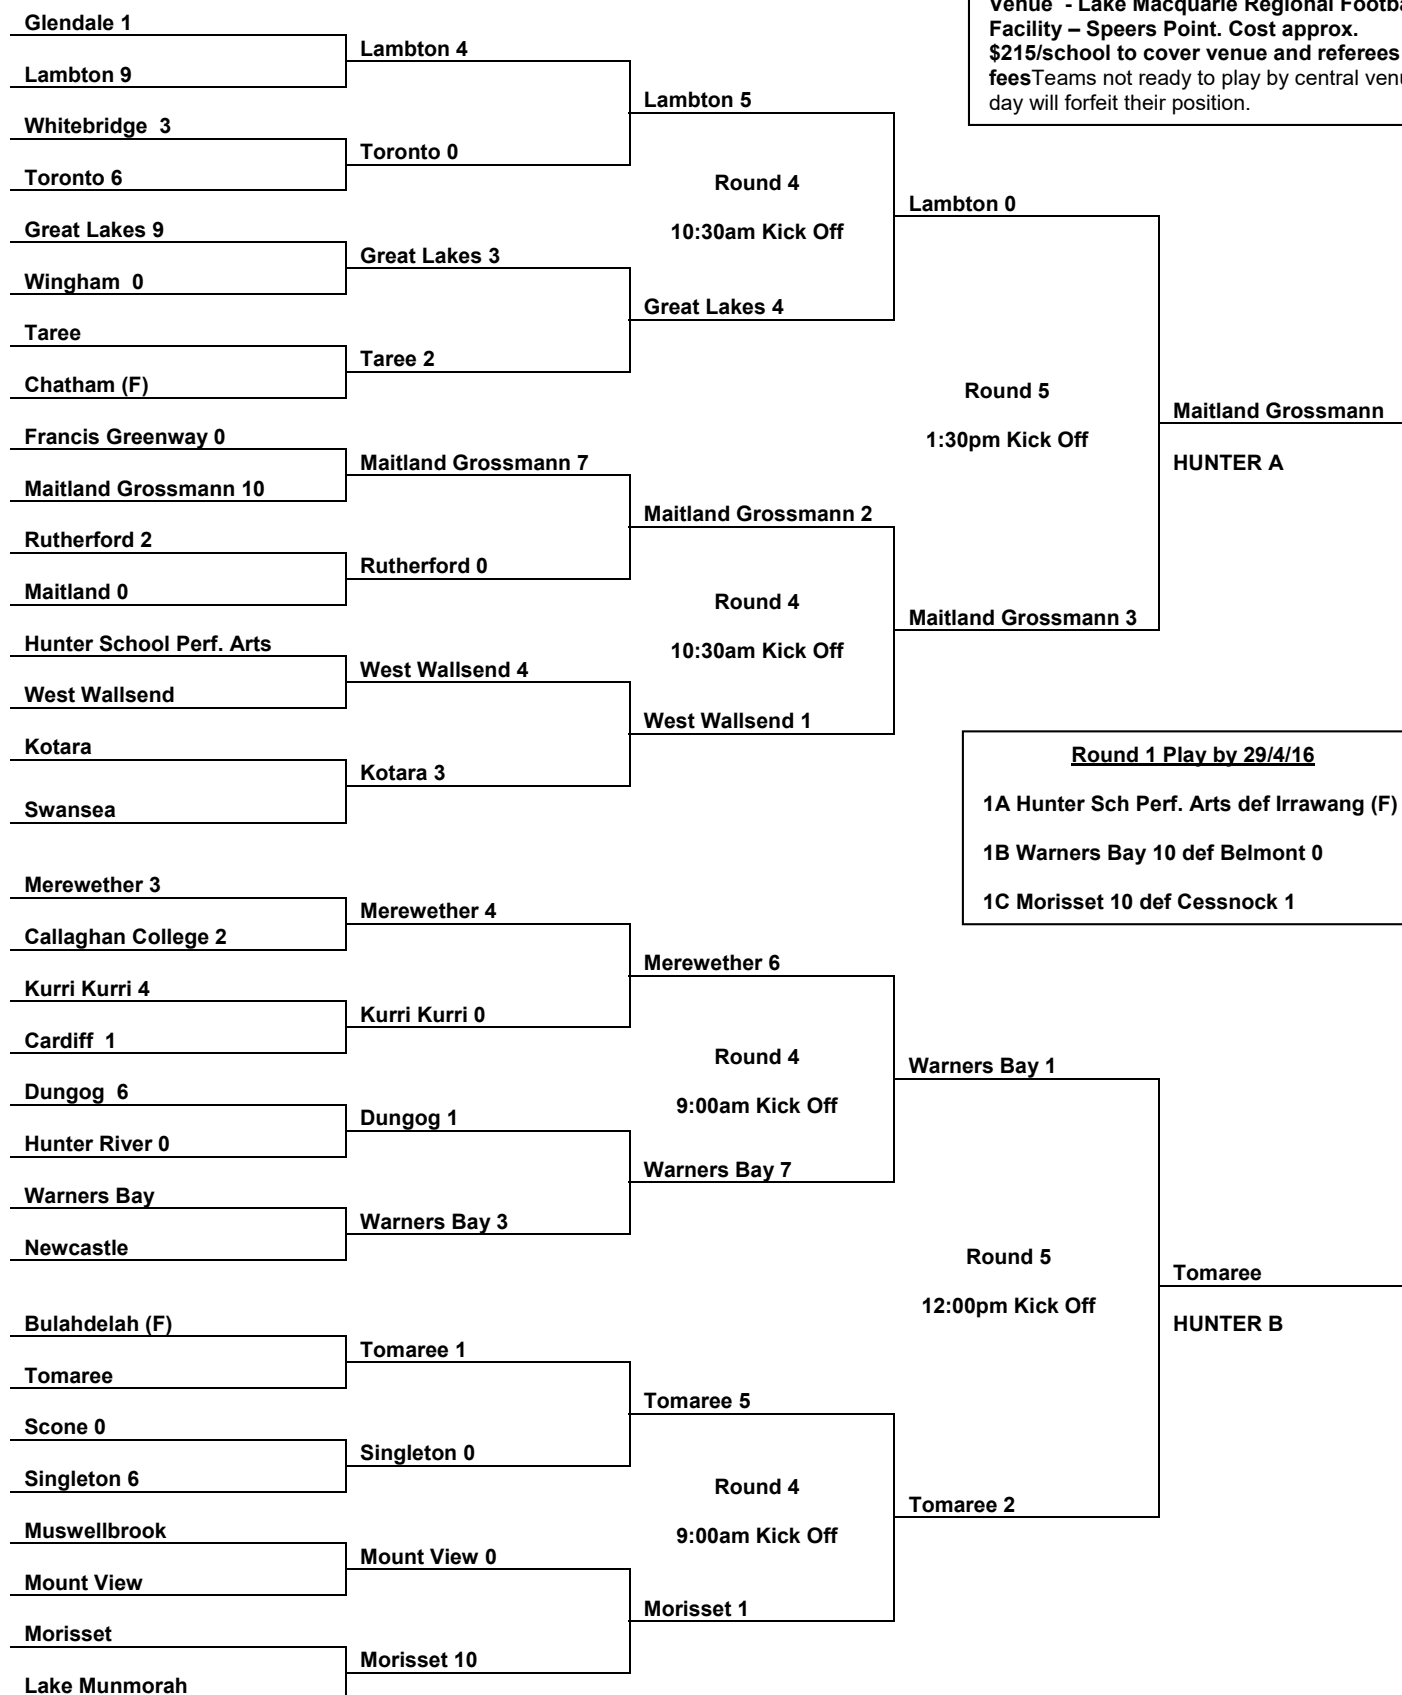 Venue - Lake Macquarie Regional
Facility – Speers Point. Cost approx.
$215/school to cover venue and referees
feesTeams not ready to play by central
day will forfeit their position.
Glendale 1
Lambton 9
Whitebridge 3
Toronto 6
Great Lakes 9
Wingham 0
Taree
Chatham (F)
Francis Greenway 0
Maitland Grossmann 10
Rutherford 2
Maitland 0
Hunter School Perf. Arts
West Wallsend
Kotara
Swansea
Merewether 3
Callaghan College 2
Kurri Kurri 4
Cardiff 1
Dungog 6
Hunter River 0
Warners Bay
Newcastle
Bulahdelah (F)
Tomaree
Scone 0
Singleton 6
Muswellbrook
Mount View
Morisset
Lake Munmorah
Lambton 4
Toronto 0
Great Lakes 3
Taree 2
Maitland Grossmann 7
Rutherford 0
West Wallsend 4
Kotara 3
Merewether 4
Kurri Kurri 0
Dungog 1
Warners Bay 3
Tomaree 1
Singleton 0
Mount View 0
Morisset 10
Lambton 5
Round 4
10:30am Kick Off
Great Lakes 4
Maitland Grossmann 2
Round 4
10:30am Kick Off
West Wallsend 1
Merewether 6
Round 4
9:00am Kick Off
Warners Bay 7
Tomaree 5
Round 4
9:00am Kick Off
Morisset 1
Lambton 0
Round 5
1:30pm Kick Off
Maitland Grossmann 3
Warners Bay 1
Round 5
12:00pm Kick Off
Tomaree 2
Maitland Grossmann
HUNTER A
Round 1 Play by 29/4/16
1A Hunter Sch Perf. Arts def Irrawang (F)
1B Warners Bay 10 def Belmont 0
1C Morisset 10 def Cessnock 1
Tomaree
HUNTER B